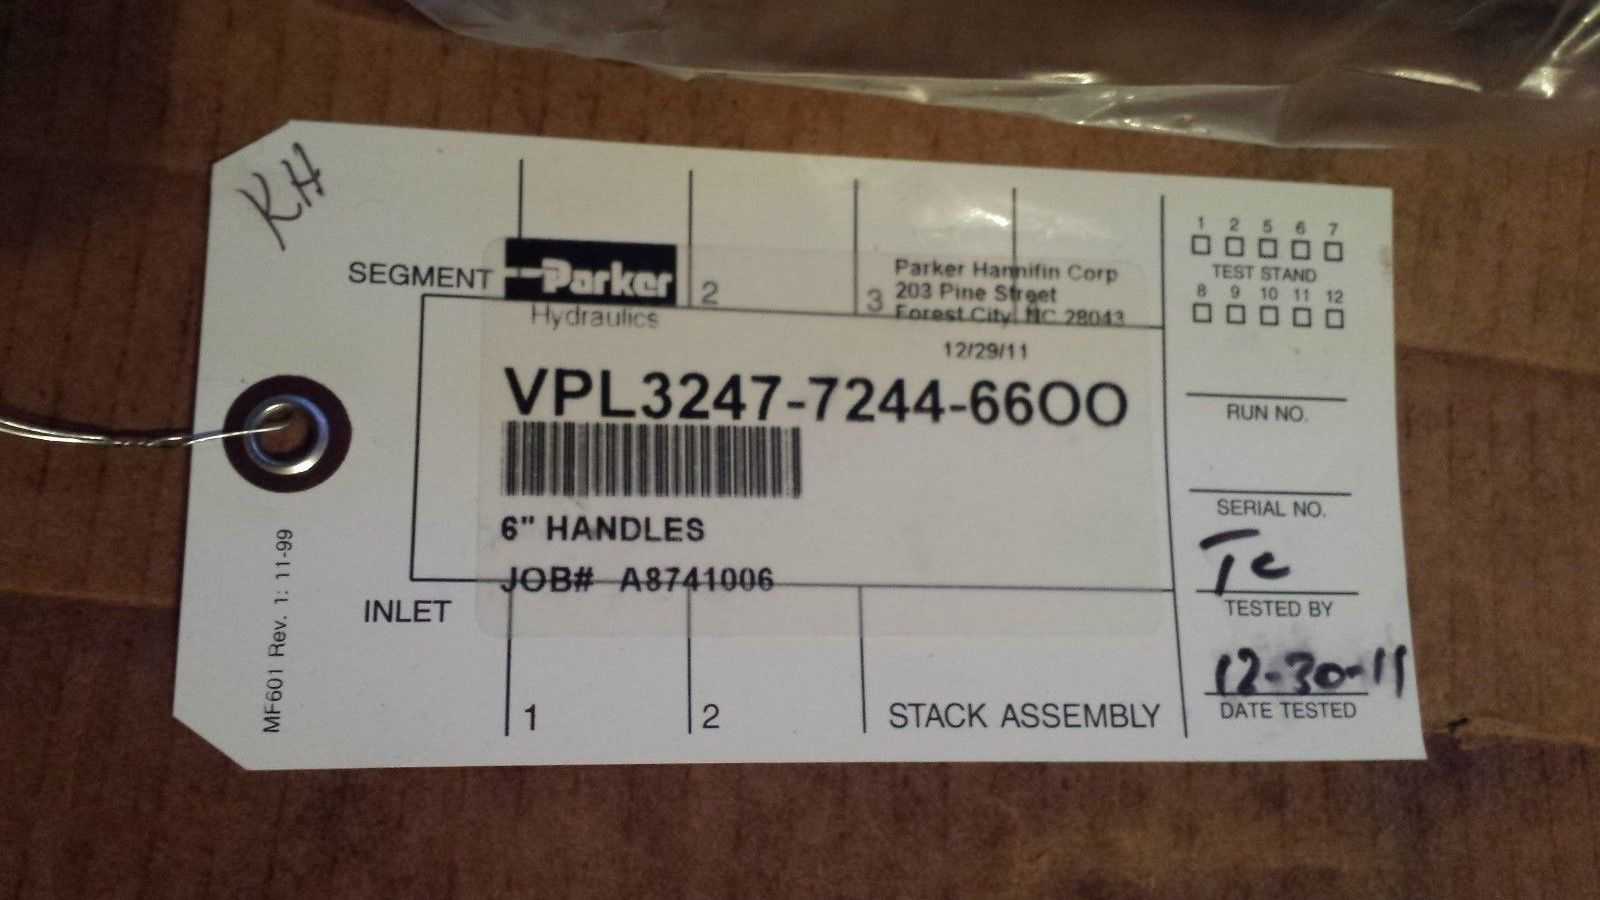 KH
SEGMENT
Parker
Hydraulics
2
3
Parker Hannifin Corp
203 Pine Street
Forest City, NC 28043
12/29/11
VPL3247-7244-66OO
6" HANDLES
JOB# A8741006
INLET
1
2
STACK ASSEMBLY
MF601 Rev. 1: 11-99
1 2 5 6 7
TEST STAND
8 9 10 11 12
RUN NO.
SERIAL NO.
TC
TESTED BY
12-30-11
DATE TESTED